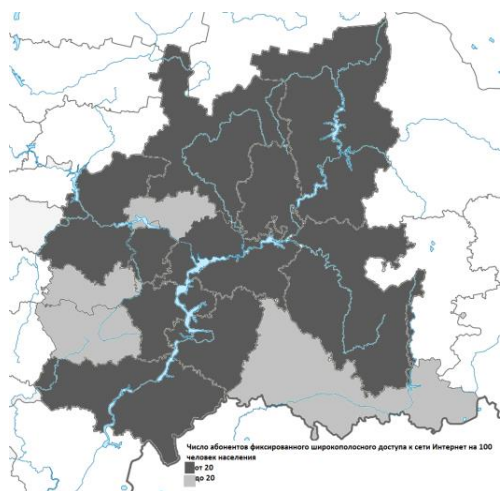 Число абонентов фиксированного широкополосного доступа к сети Интернет на 100
человек населения
от 20
до 20